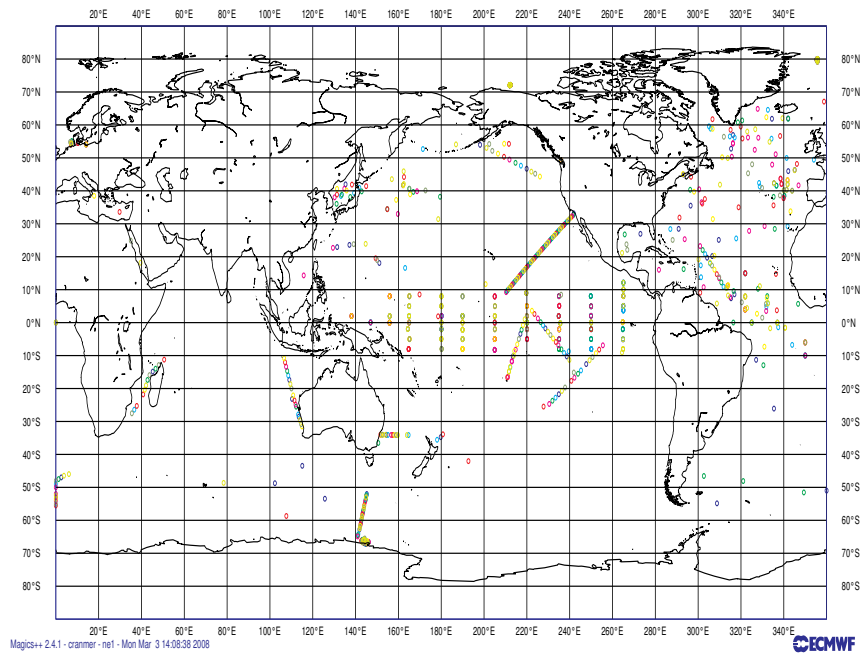 20°E 40°E 60°E 80°E 100°E 120°E 140°E 160°E 180°E 200°E 220°E 240°E 260°E 280°E 300°E 320°E 340°E
80°N 80°N
70°N 70°N
60°N 60°N
50°N 50°N
40°N 40°N
30°N 30°N
20°N 20°N
10°N 10°N
0°N 0°N
10°S 10°S
20°S 20°S
30°S 30°S
40°S 40°S
50°S 50°S
60°S 60°S
70°S 70°S
80°S 80°S
20°E 40°E 60°E 80°E 100°E 120°E 140°E 160°E 180°E 200°E 220°E 240°E 260°E 280°E 300°E 320°E 340°E
Magics++ 2.4.1 - cranmer - ne1 - Mon Mar 3 14:08:38 2008
ECMWF